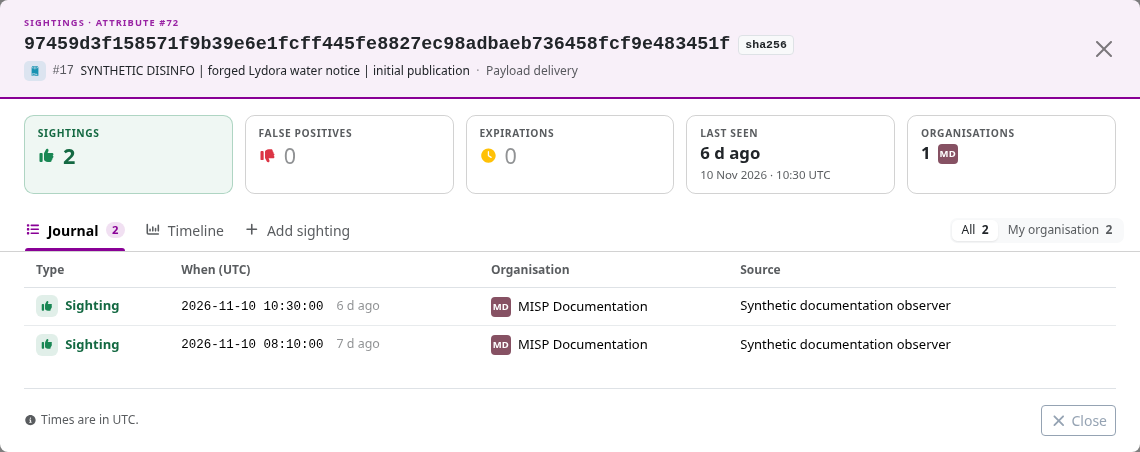 SIGHTINGS · ATTRIBUTE #72
97459d3f158571f9b39e6e1fcff445fe8827ec98adbaeb736458fcf9e483451f sha256
#17 SYNTHETIC DISINFO | forged Lydora water notice | initial publication · Payload delivery
SIGHTINGS
2
FALSE POSITIVES
0
EXPIRATIONS
0
LAST SEEN
6 d ago
10 Nov 2026 · 10:30 UTC
ORGANISATIONS
1 MD
Journal 2 Timeline Add sighting All 2 My organisation 2
Type When (UTC) Organisation Source
Sighting 2026-11-10 10:30:00 6 d ago MD MISP Documentation Synthetic documentation observer
Sighting 2026-11-10 08:10:00 7 d ago MD MISP Documentation Synthetic documentation observer
Times are in UTC.
Close